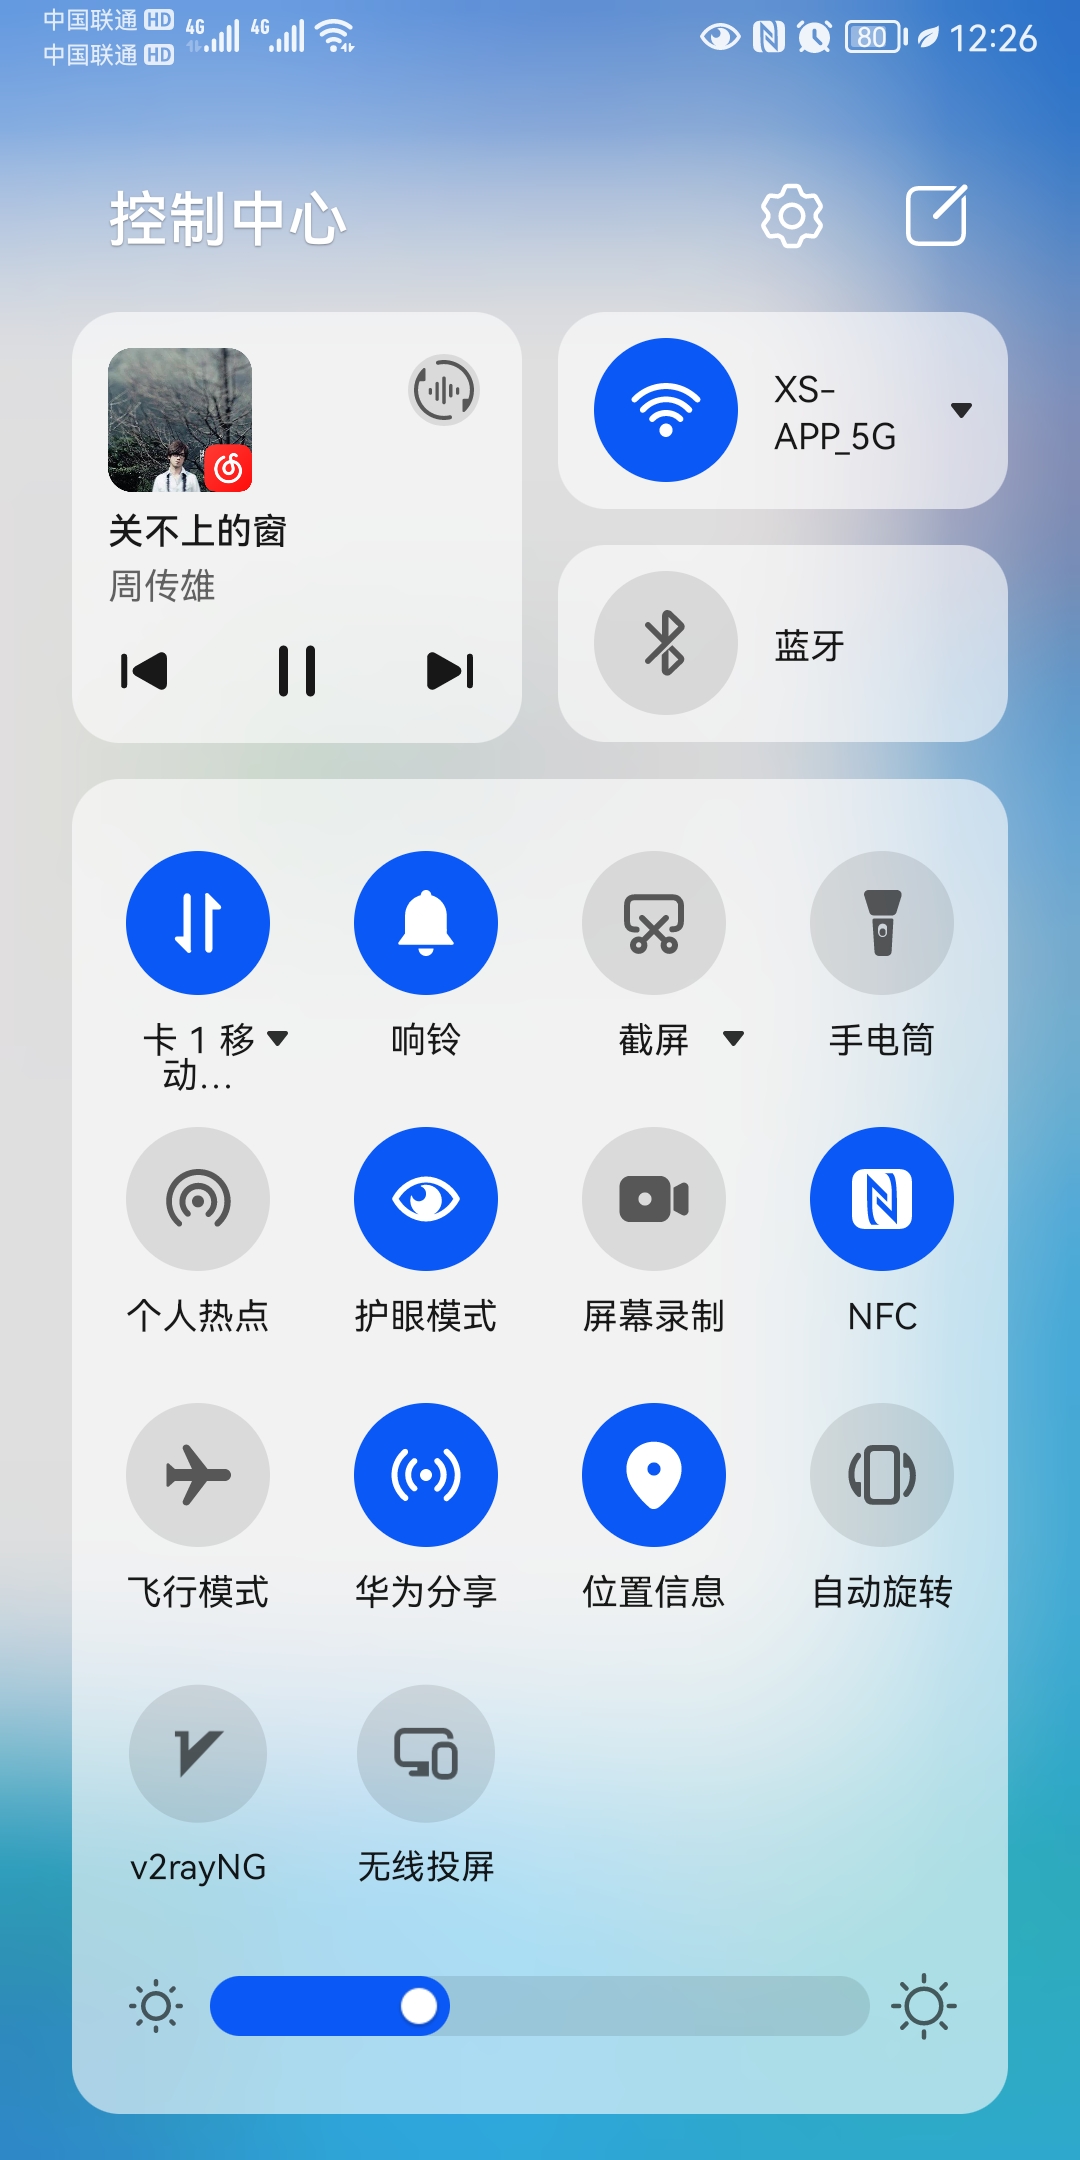 中国联通 HD 4G 4G 80 12:26
中国联通 HD
控制中心
关不上的窗
周传雄
XS-
APP_5G
蓝牙
卡 1 移
动...
响铃
截屏
手电筒
个人热点
护眼模式
屏幕录制
NFC
飞行模式
华为分享
位置信息
自动旋转
v2rayNG
无线投屏